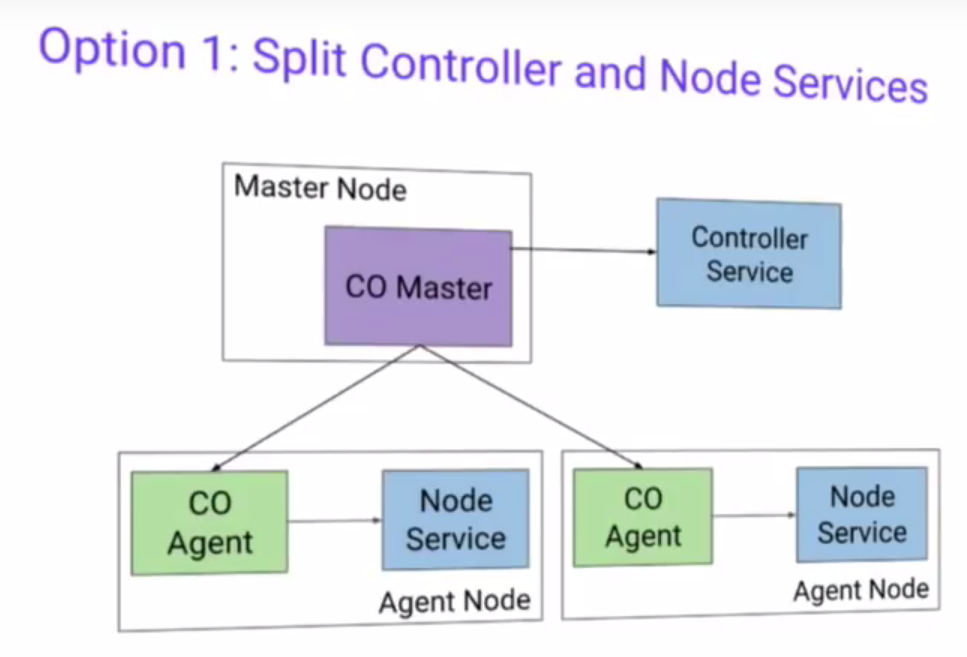 Option 1: Split Controller and Node Services
Master Node
CO Master
Controller
Service
CO
Agent
Node
Service
Agent Node
CO
Agent
Node
Service
Agent Node